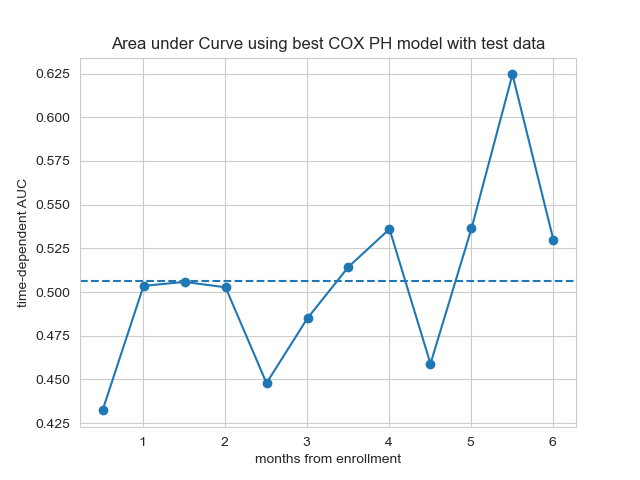 Area under Curve using best COX PH model with test data
time-dependent AUC
0.625
0.600
0.575
0.550
0.525
0.500
0.475
0.450
0.425
1 2 3 4 5 6
months from enrollment